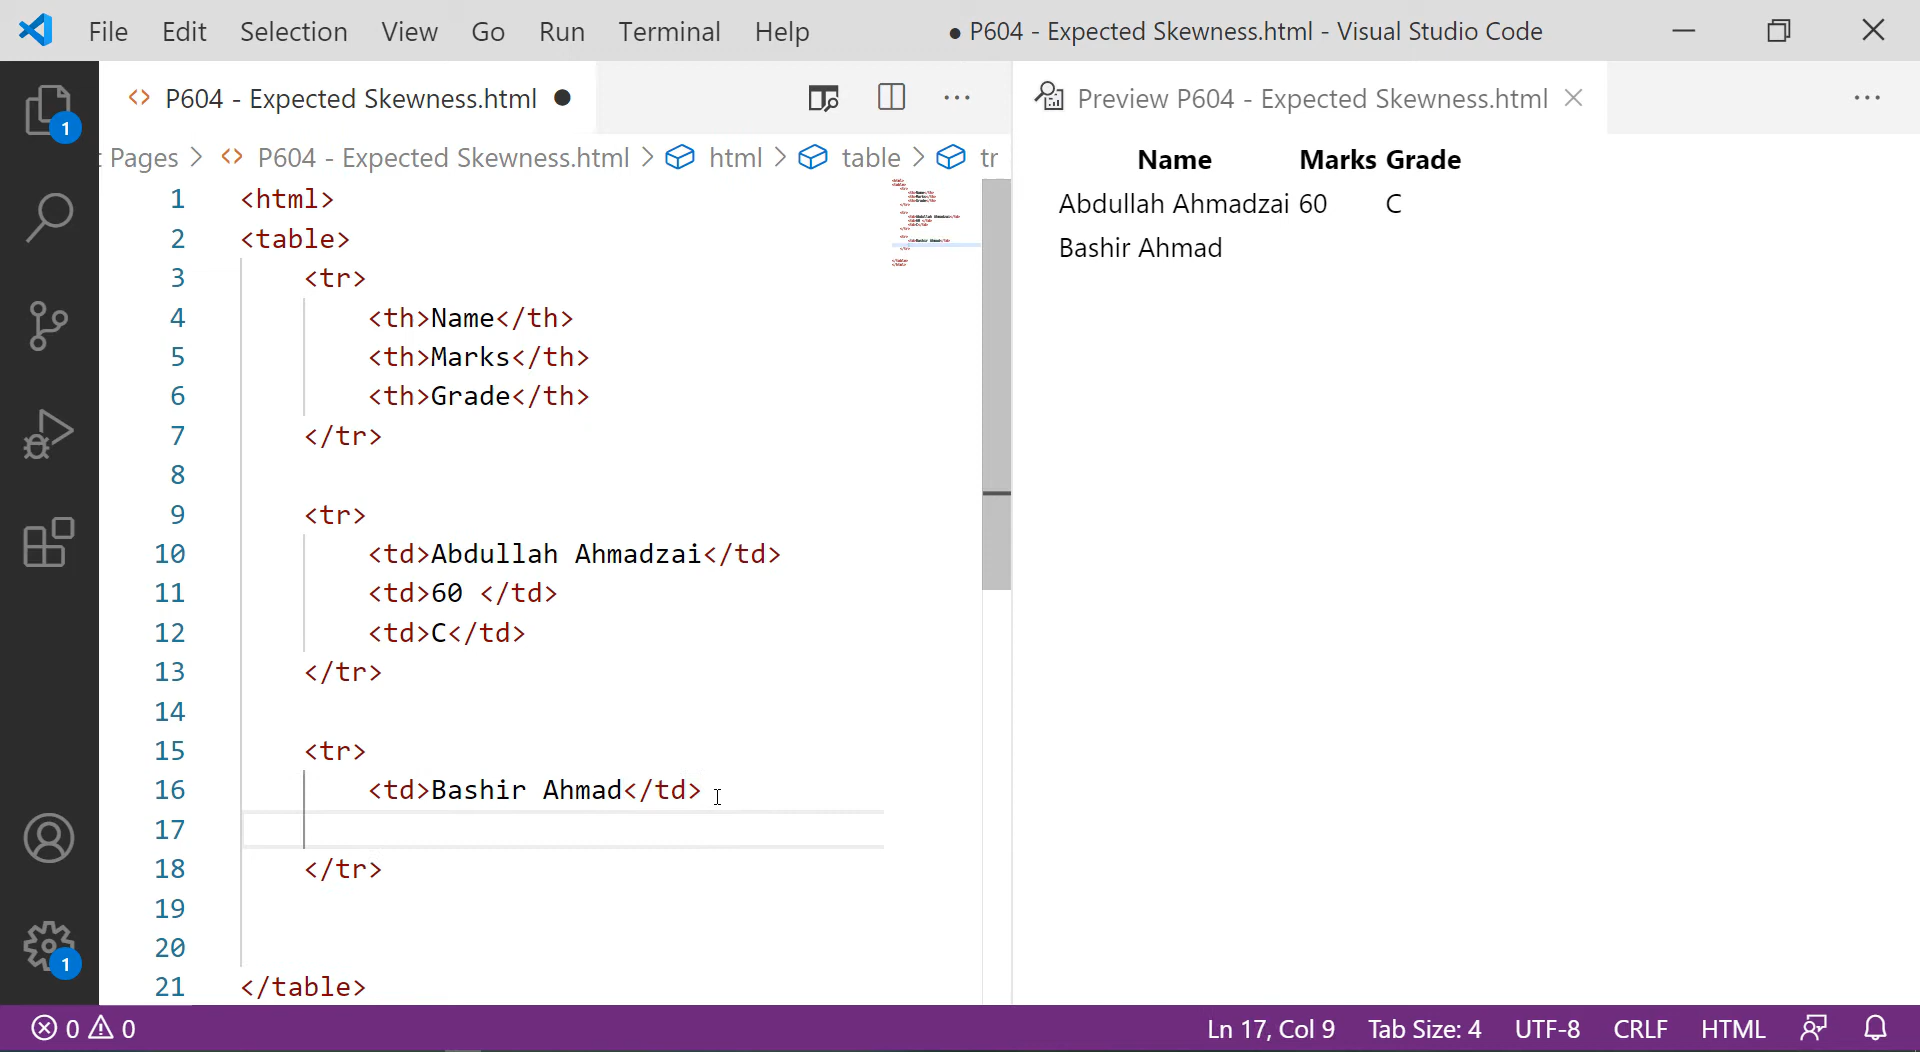 File Edit Selection View Go Run Terminal Help ● P604 - Expected Skewness.html - Visual Studio Code
P604 - Expected Skewness.html ●
Preview P604 - Expected Skewness.html
Pages > P604 - Expected Skewness.html > html > table > tr
1 <html>
2 <table>
3 <tr>
4 <th>Name</th>
5 <th>Marks</th>
6 <th>Grade</th>
7 </tr>
8
9 <tr>
10 <td>Abdullah Ahmadzai</td>
11 <td>60 </td>
12 <td>C</td>
13 </tr>
14
15 <tr>
16 <td>Bashir Ahmad</td>
17
18 </tr>
19
20
21 </table>
Name Marks Grade
Abdullah Ahmadzai 60 C
Bashir Ahmad
1
1
0 0 Ln 17, Col 9 Tab Size: 4 UTF-8 CRLF HTML